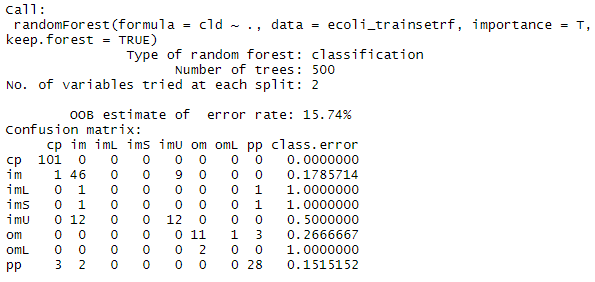 Call:
 randomForest(formula = cld ~ ., data = ecoli_trainsetrf, importance = T,
keep.forest = TRUE)
               Type of random forest: classification
                     Number of trees: 500
No. of variables tried at each split: 2

        OOB estimate of  error rate: 15.74%
Confusion matrix:
     cp im imL imS imU om omL pp class.error
cp  101  0   0   0   0  0   0  0   0.0000000
im    1 46   0   0   9  0   0  0   0.1785714
imL   0  1   0   0   0  0   0  1   1.0000000
imS   0  1   0   0   0  0   0  1   1.0000000
imU   0 12   0   0  12  0   0  0   0.5000000
om    0  0   0   0   0 11   1  3   0.2666667
omL   0  0   0   0   0  2   0  0   1.0000000
pp    3  2   0   0   0  0   0 28   0.1515152